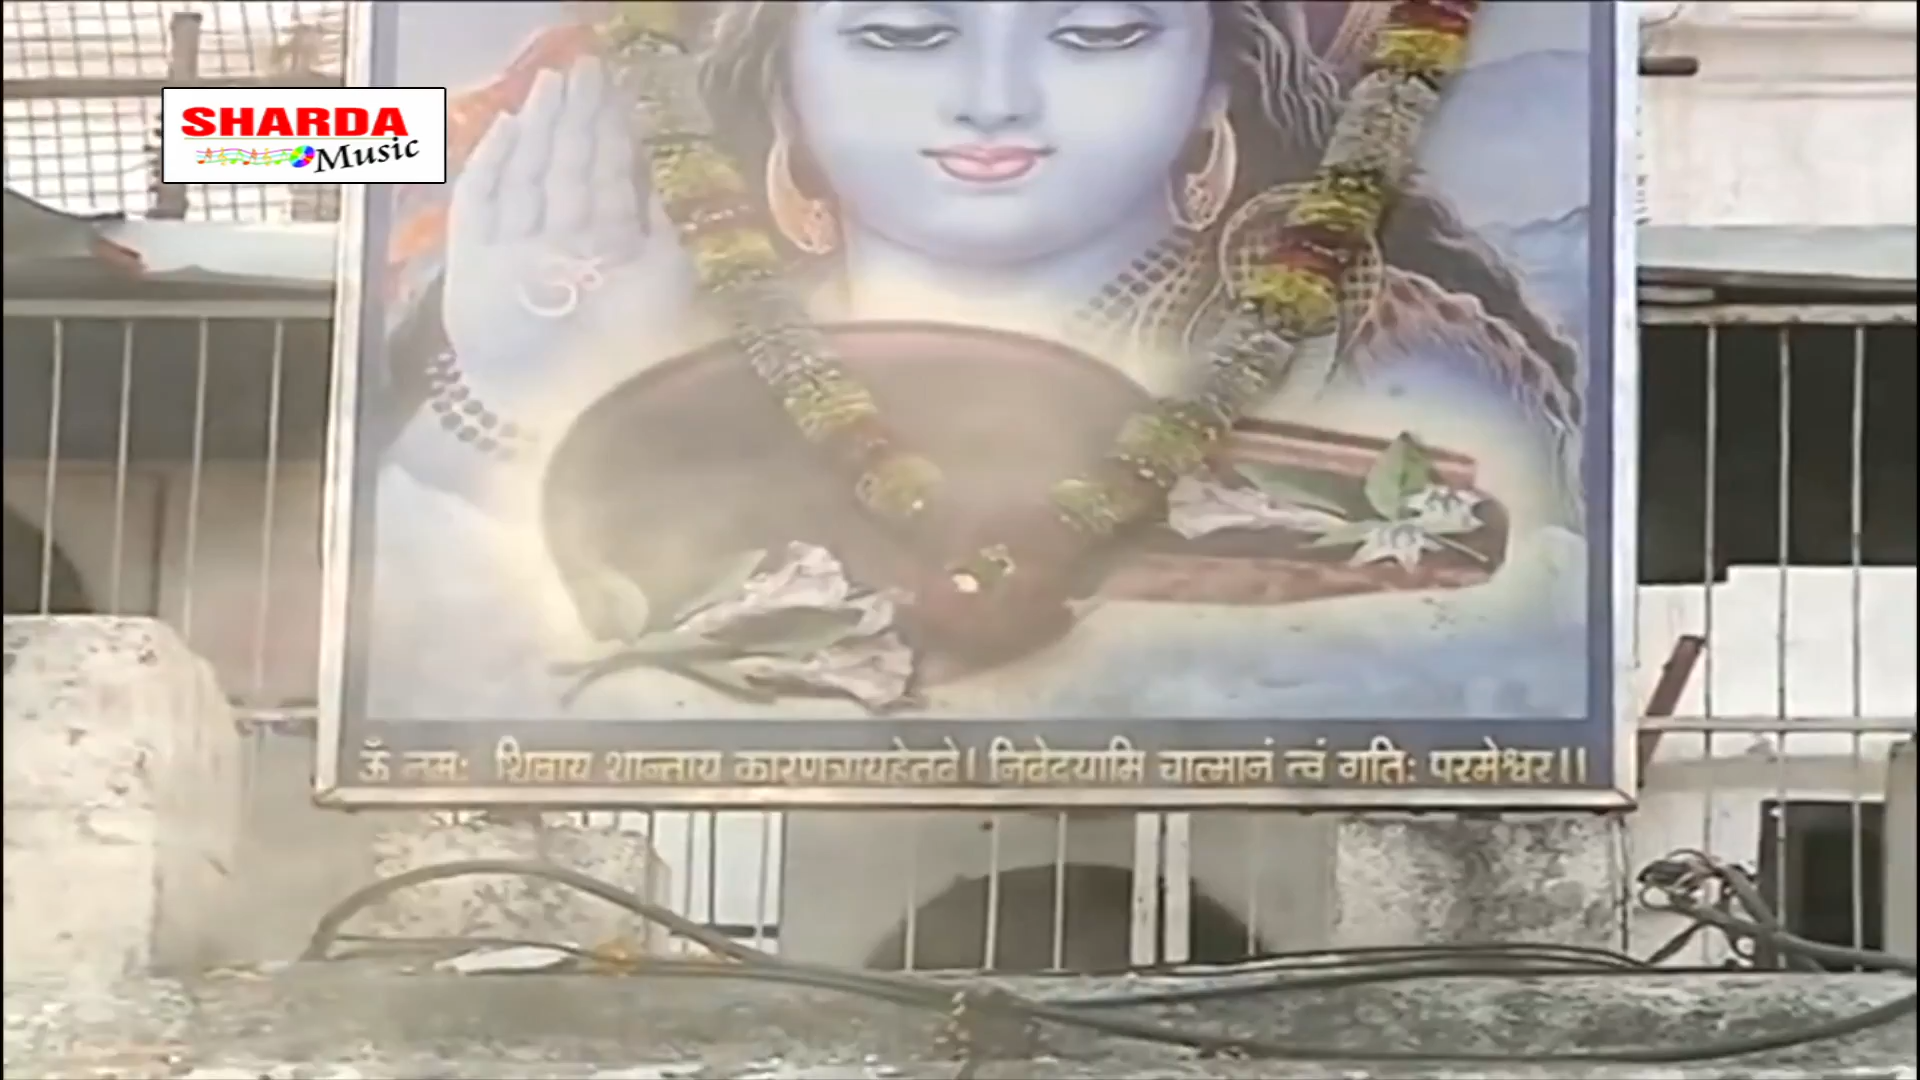 SHARDA
Music
ॐ
ॐ नमः शिवाय शान्ताय कारणत्रयहेतवे। निवेदयामि चात्मानं त्वं गतिः परमेश्वर।।